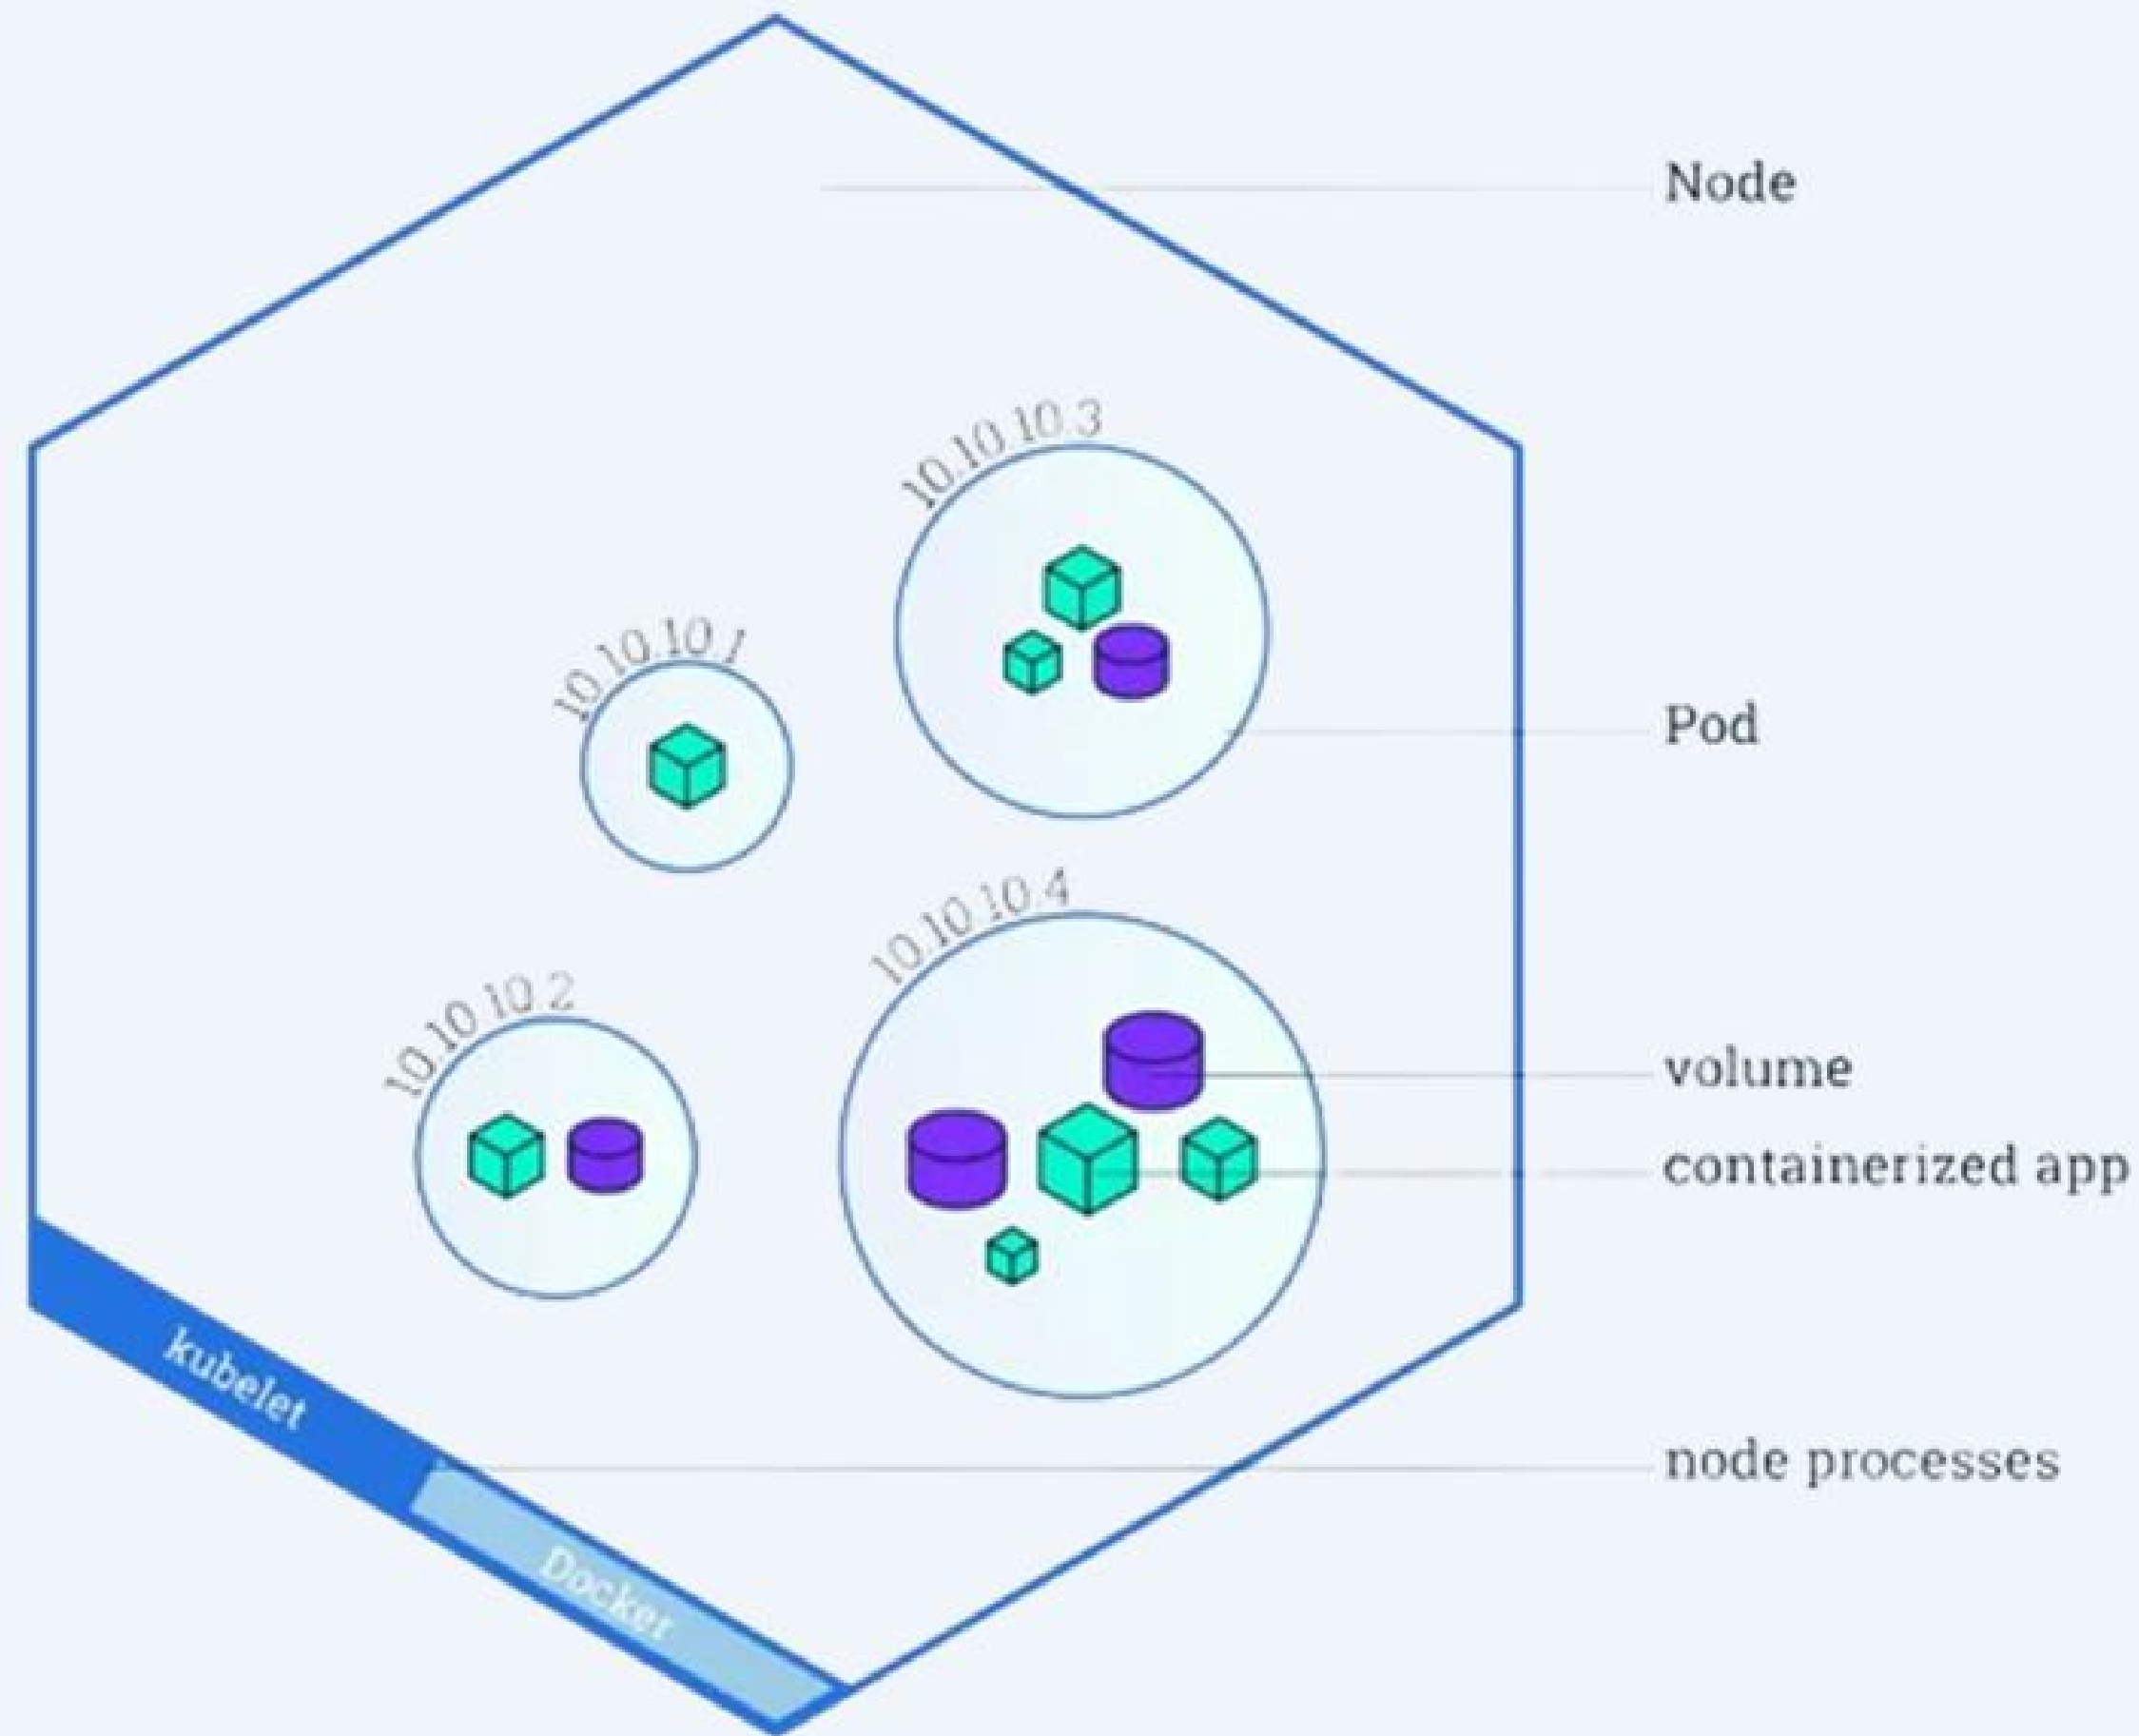 Node
10.10.10.3
10.10.10.1
Pod
10.10.10.4
10.10.10.2
volume
containerized app
kubelet
node processes
Docker